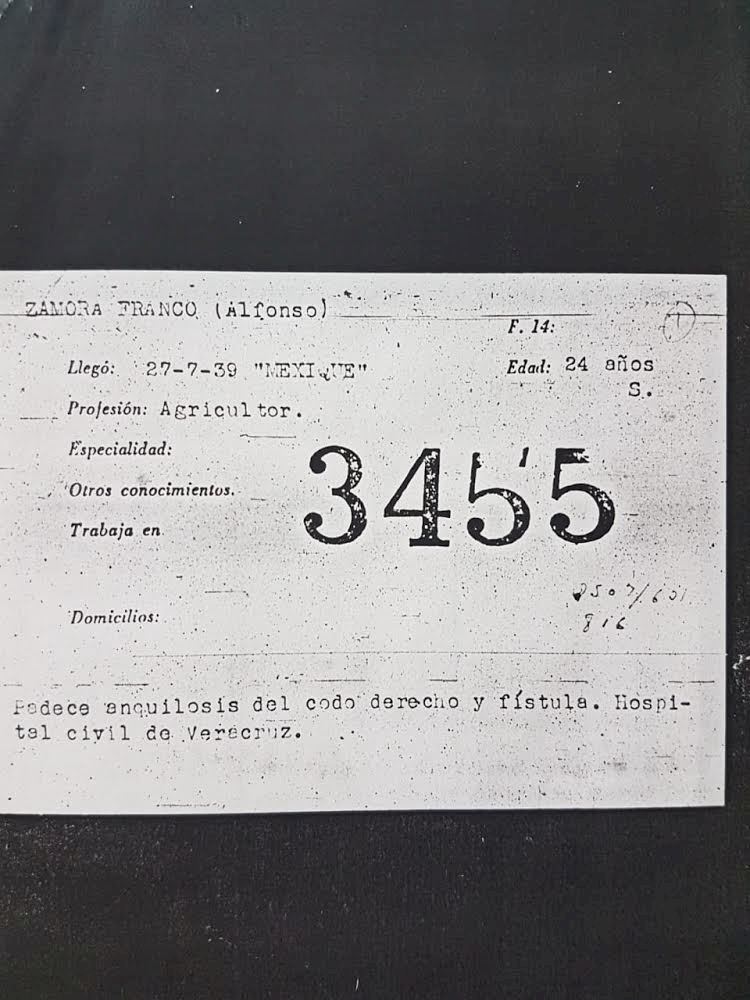 ZAMORA FRANCO (Alfonso)
F. 14:
Llegó: 27-7-39 "MEXIQUE"
Edad: 24 años
S.
Profesión: Agricultor.
Especialidad:
3455
Otros conocimientos.
Trabaja en
Domicilios:
816
Padece anquilosis del codo derecho y fístula. Hospi-
tal civil de Veracruz.